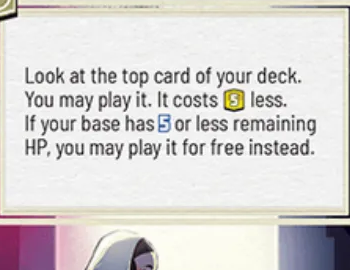 Look at the top card of your deck.
You may play it. It costs 5 less.
If your base has 5 or less remaining
HP, you may play it for free instead.